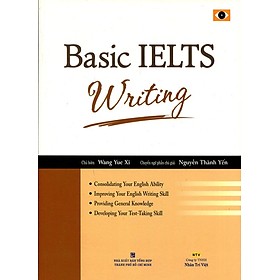 Basic IELTS
Writing
Chủ biên Wang Yue Xi Chuyển ngữ phần chú giải Nguyễn Thành Yến
• Consolidating Your English Ability
• Improving Your English Writing Skill
• Providing General Knowledge
• Developing Your Test-Taking Skill
NHÀ XUẤT BẢN TỔNG HỢP
THÀNH PHỐ HỒ CHÍ MINH
NTV
Công ty TNHH
Nhân Trí Việt